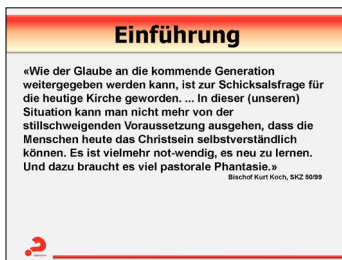 Einführung
«Wie der Glaube an die kommende Generation
weitergegeben werden kann, ist zur Schicksalsfrage für
die heutige Kirche geworden. ... In dieser (unseren)
Situation kann man nicht mehr von der
stillschweigenden Voraussetzung ausgehen, dass die
Menschen heute das Christsein selbstverständlich
können. Es ist vielmehr not-wendig, es neu zu lernen.
Und dazu braucht es viel pastorale Phantasie.»
Bischof Kurt Koch, SKZ 50/99